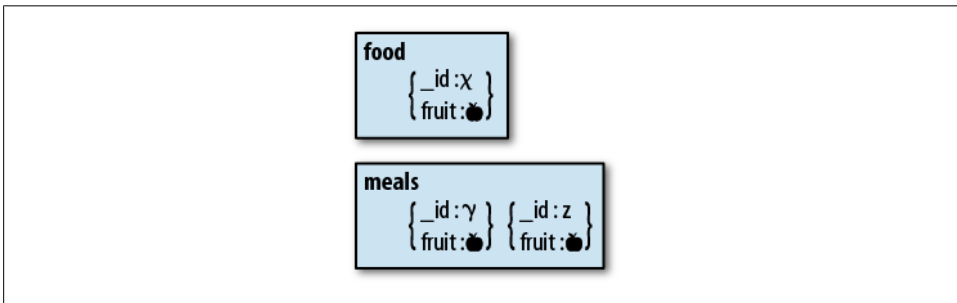 food
{ _id : χ
fruit : }
meals
{ _id : γ } { _id : z }
fruit : fruit :